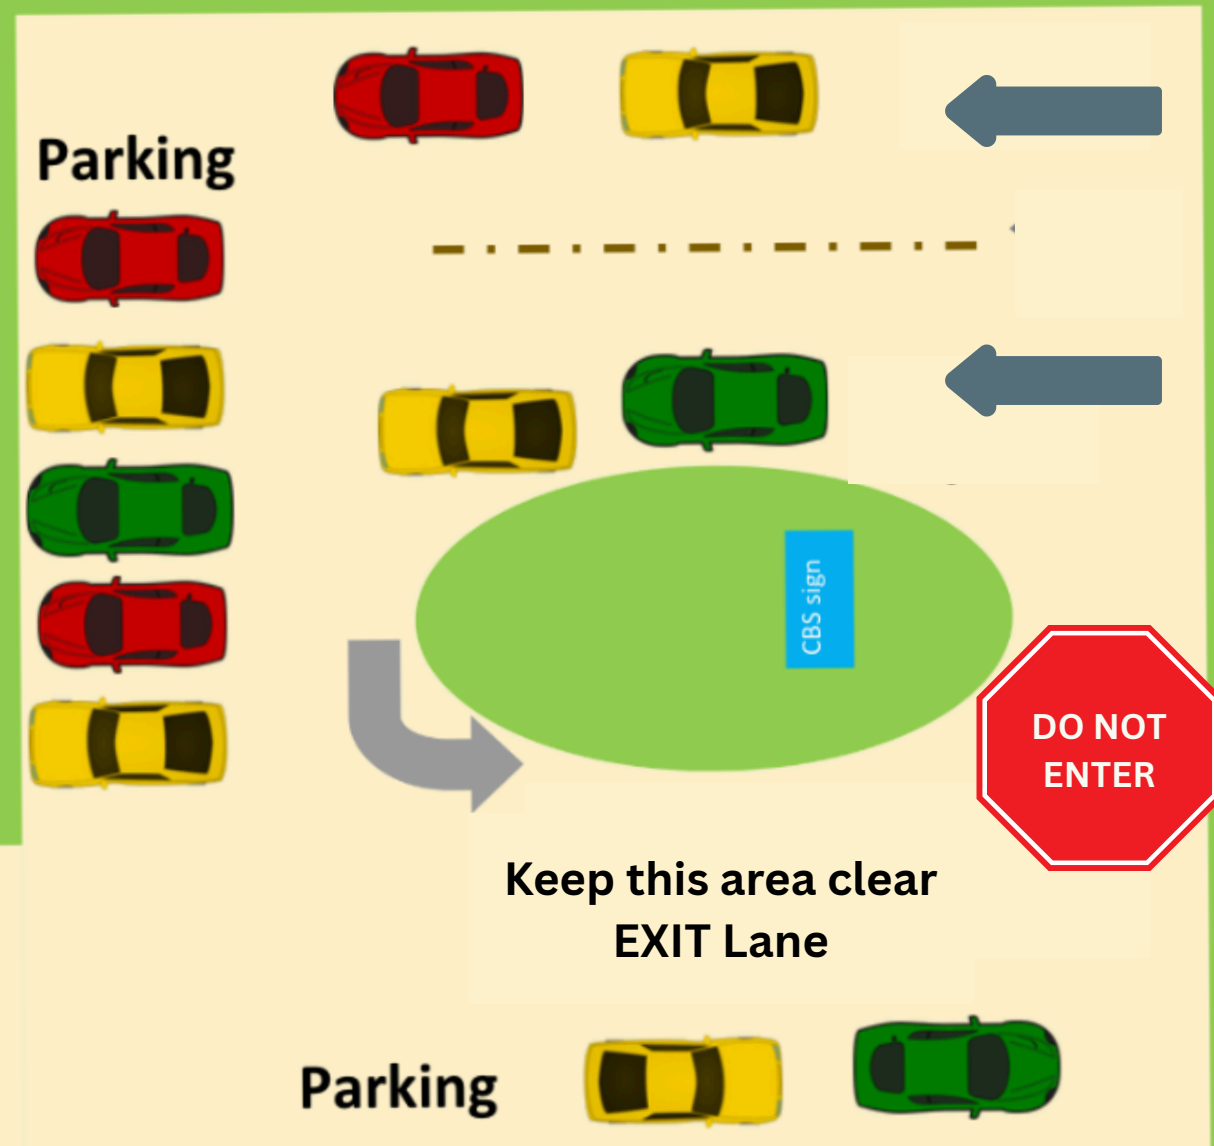 Parking
CBS sign
DO NOT
ENTER
Keep this area clear
EXIT Lane
Parking